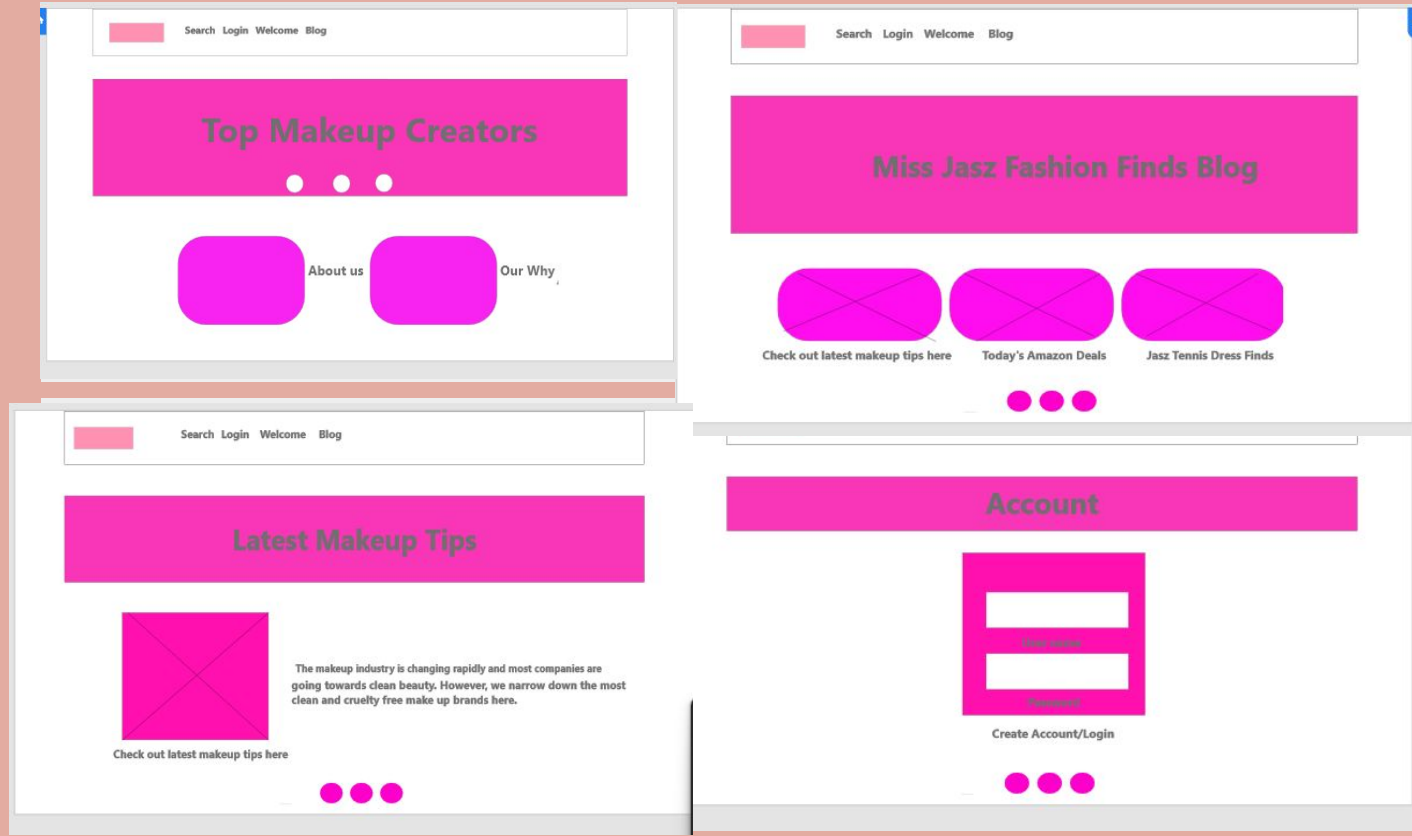 Search Login Welcome Blog
Top Makeup Creators
About us
Our Why
Search Login Welcome Blog
Miss Jasz Fashion Finds Blog
Check out latest makeup tips here
Today's Amazon Deals
Jasz Tennis Dress Finds
Search Login Welcome Blog
Latest Makeup Tips
The makeup industry is changing rapidly and most companies are
going towards clean beauty. However, we narrow down the most
clean and cruelty free make up brands here.
Check out latest makeup tips here
Account
Password
Create Account/Login